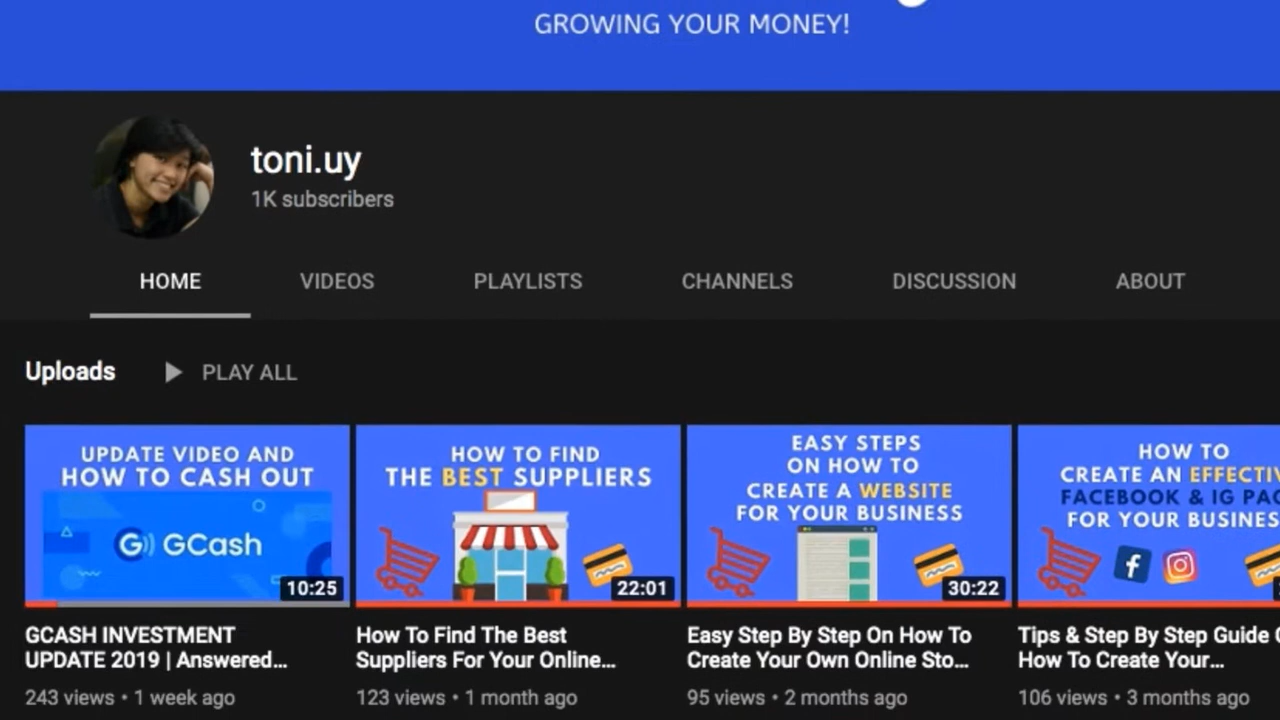 GROWING YOUR MONEY!
toni.uy
1K subscribers
HOME VIDEOS PLAYLISTS CHANNELS DISCUSSION ABOUT
Uploads PLAY ALL
UPDATE VIDEO AND
HOW TO CASH OUT
GCash
10:25
GCASH INVESTMENT
UPDATE 2019 | Answered...
243 views • 1 week ago
HOW TO FIND
THE BEST SUPPLIERS
22:01
How To Find The Best
Suppliers For Your Online...
123 views • 1 month ago
EASY STEPS
ON HOW TO
CREATE A WEBSITE
FOR YOUR BUSINESS
30:22
Easy Step By Step On How To
Create Your Own Online Sto...
95 views • 2 months ago
HOW TO
CREATE AN EFFECTIV
FACEBOOK & IG PAG
FOR YOUR BUSINES
Tips & Step By Step Guide
How To Create Your...
106 views • 3 months ago